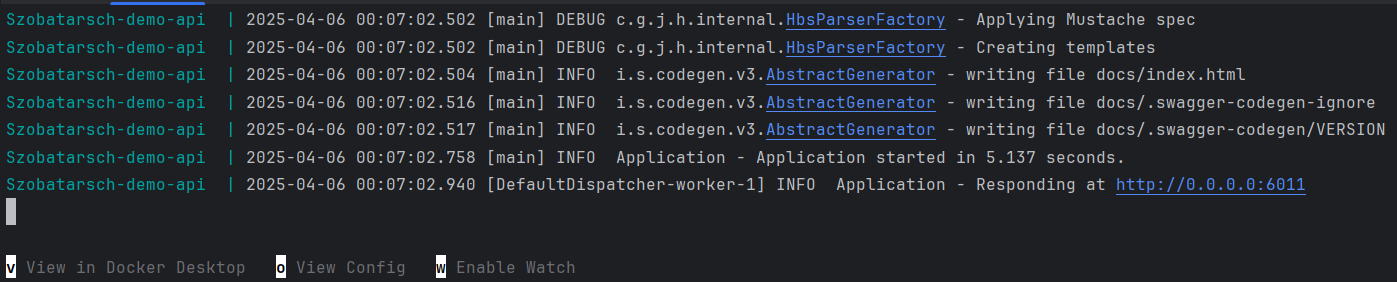 Szobatarsch-demo-api  | 2025-04-06 00:07:02.502 [main] DEBUG c.g.j.h.internal.HbsParserFactory - Applying Mustache spec
Szobatarsch-demo-api  | 2025-04-06 00:07:02.502 [main] DEBUG c.g.j.h.internal.HbsParserFactory - Creating templates
Szobatarsch-demo-api  | 2025-04-06 00:07:02.504 [main] INFO  i.s.codegen.v3.AbstractGenerator - writing file docs/index.html
Szobatarsch-demo-api  | 2025-04-06 00:07:02.516 [main] INFO  i.s.codegen.v3.AbstractGenerator - writing file docs/.swagger-codegen-ignore
Szobatarsch-demo-api  | 2025-04-06 00:07:02.517 [main] INFO  i.s.codegen.v3.AbstractGenerator - writing file docs/.swagger-codegen/VERSION
Szobatarsch-demo-api  | 2025-04-06 00:07:02.758 [main] INFO  Application - Application started in 5.137 seconds.
Szobatarsch-demo-api  | 2025-04-06 00:07:02.940 [DefaultDispatcher-worker-1] INFO  Application - Responding at http://0.0.0.0:6011
v View in Docker Desktop   o View Config   w Enable Watch